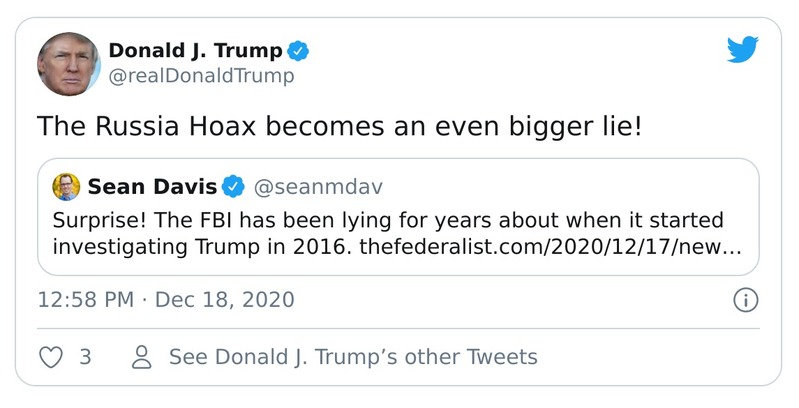 Donald J. Trump
@realDonaldTrump
The Russia Hoax becomes an even bigger lie!
Sean Davis @seanmdav
Surprise! The FBI has been lying for years about when it started
investigating Trump in 2016. thefederalist.com/2020/12/17/new…
12:58 PM · Dec 18, 2020
3 See Donald J. Trump’s other Tweets